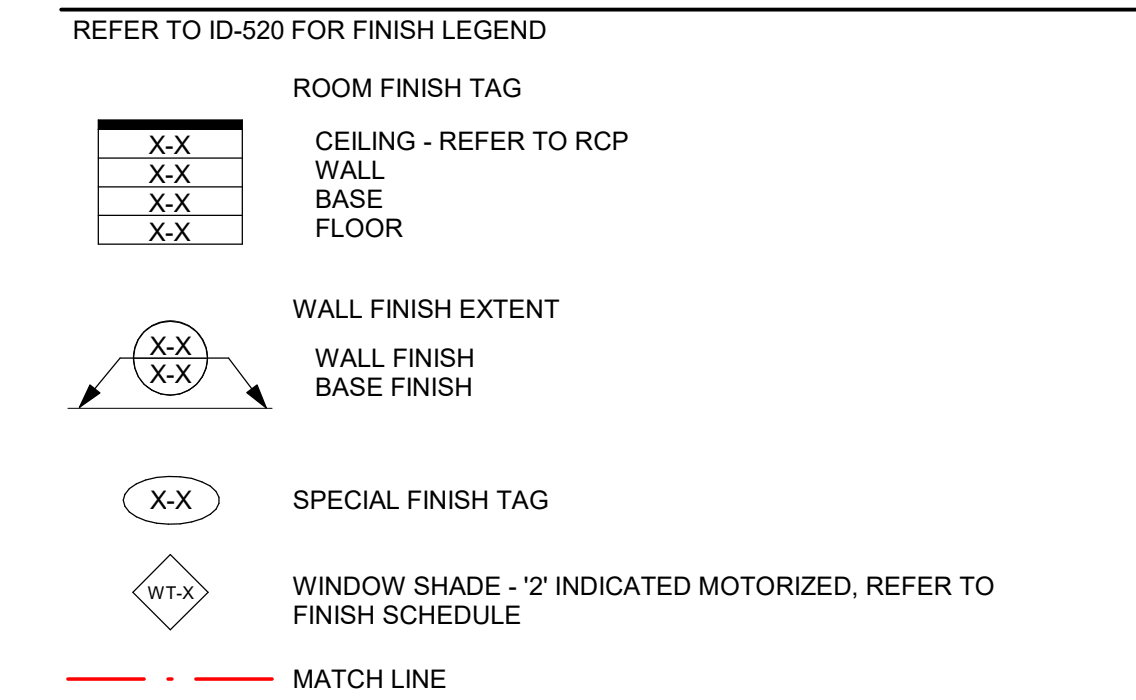 REFER TO ID-520 FOR FINISH LEGEND
ROOM FINISH TAG
X-X CEILING - REFER TO RCP
X-X WALL
X-X BASE
X-X FLOOR
WALL FINISH EXTENT
X-X WALL FINISH
X-X BASE FINISH
X-X SPECIAL FINISH TAG
WT-X WINDOW SHADE - '2' INDICATED MOTORIZED, REFER TO
FINISH SCHEDULE
MATCH LINE